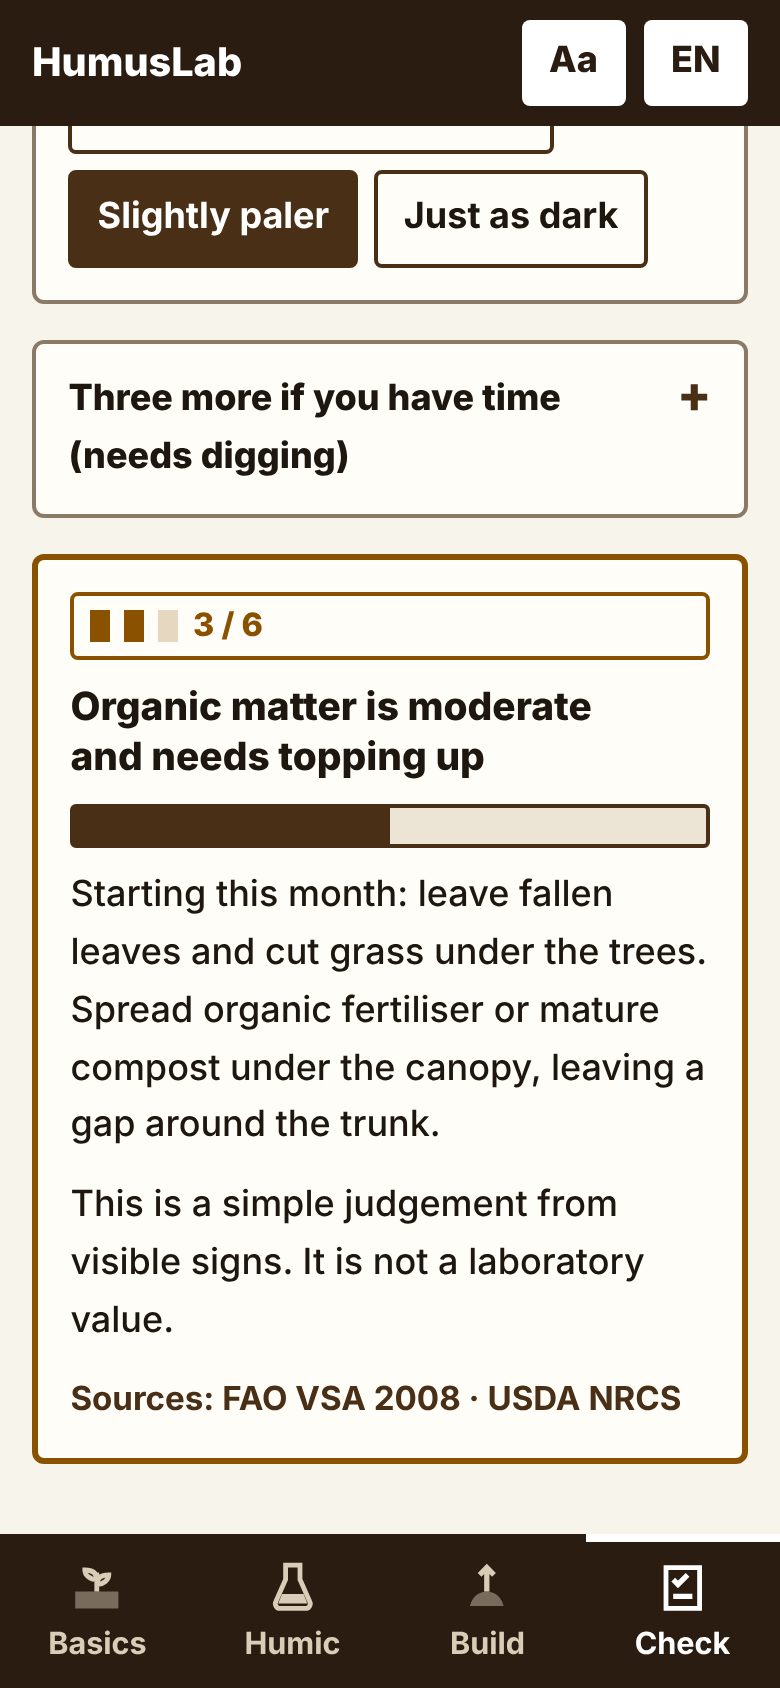 HumusLab
Aa
EN
Slightly paler
Just as dark
Three more if you have time
(needs digging)
+
3 / 6
Organic matter is moderate
and needs topping up
Starting this month: leave fallen
leaves and cut grass under the trees.
Spread organic fertiliser or mature
compost under the canopy, leaving a
gap around the trunk.
This is a simple judgement from
visible signs. It is not a laboratory
value.
Sources: FAO VSA 2008 · USDA NRCS
Basics
Humic
Build
Check